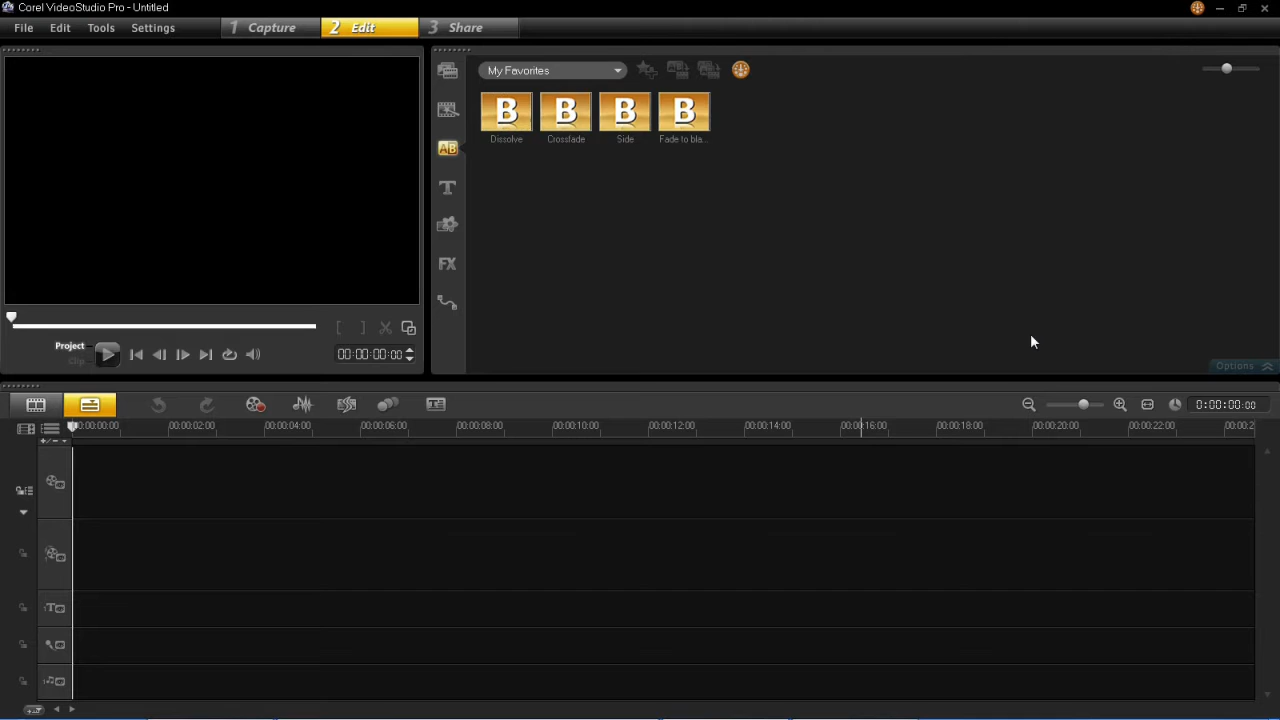 Corel VideoStudio Pro - Untitled
File Edit Tools Settings 1 Capture 2 Edit 3 Share
My Favorites
B B B B
Dissolve Crossfade Side Fade to bla...
AB
T
FX
Project
Clip
[ ]
00:00:00:00
Options
0:00:00:00
00:00:00:00 00:00:02:00 00:00:04:00 00:00:06:00 00:00:08:00 00:00:10:00 00:00:12:00 00:00:14:00 00:00:16:00 00:00:18:00 00:00:20:00 00:00:22:00 00:00:2
1T